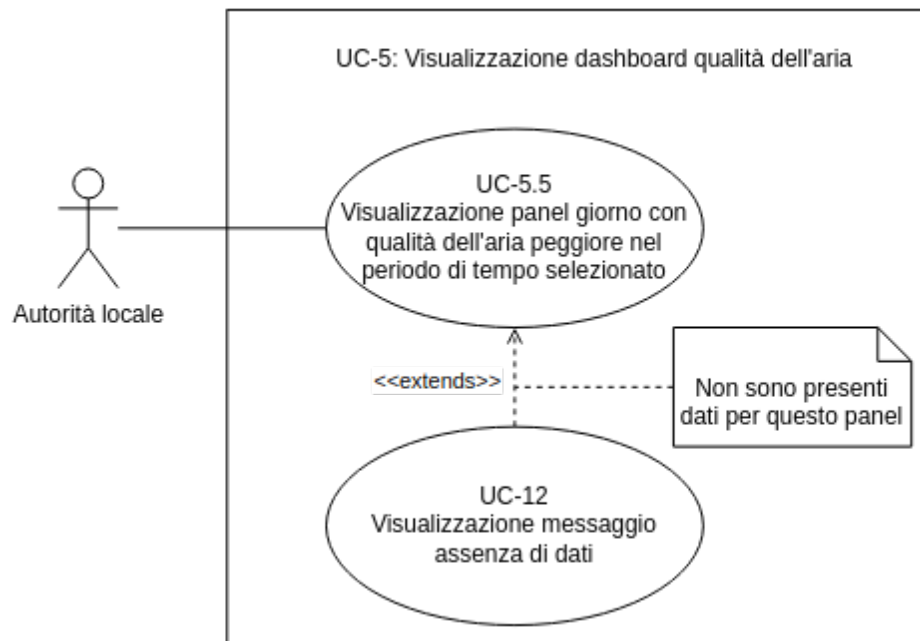 UC-5: Visualizzazione dashboard qualità dell'aria
UC-5.5
Visualizzazione panel giorno con
qualità dell'aria peggiore nel
periodo di tempo selezionato
Autorità locale
<<extends>>
Non sono presenti
dati per questo panel
UC-12
Visualizzazione messaggio
assenza di dati